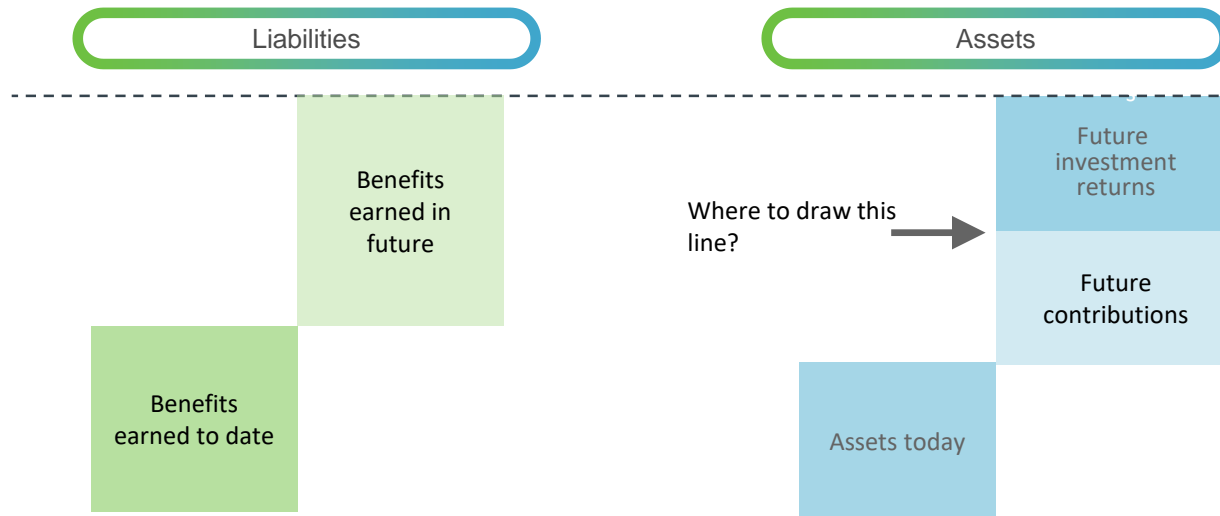 Liabilities
Assets
Benefits
earned in
future
Future
investment
returns
Where to draw this
line?
Future
contributions
Benefits
earned to date
Assets today